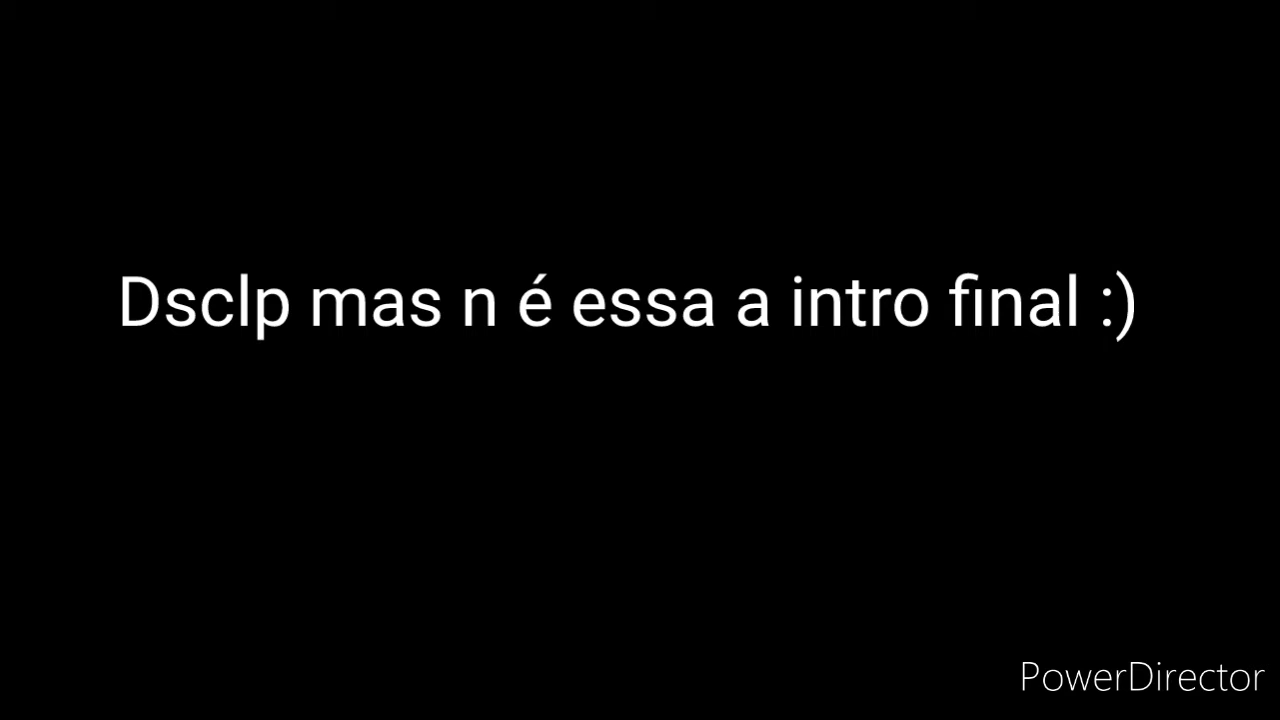 Dsclp mas n é essa a intro final :)
PowerDirector